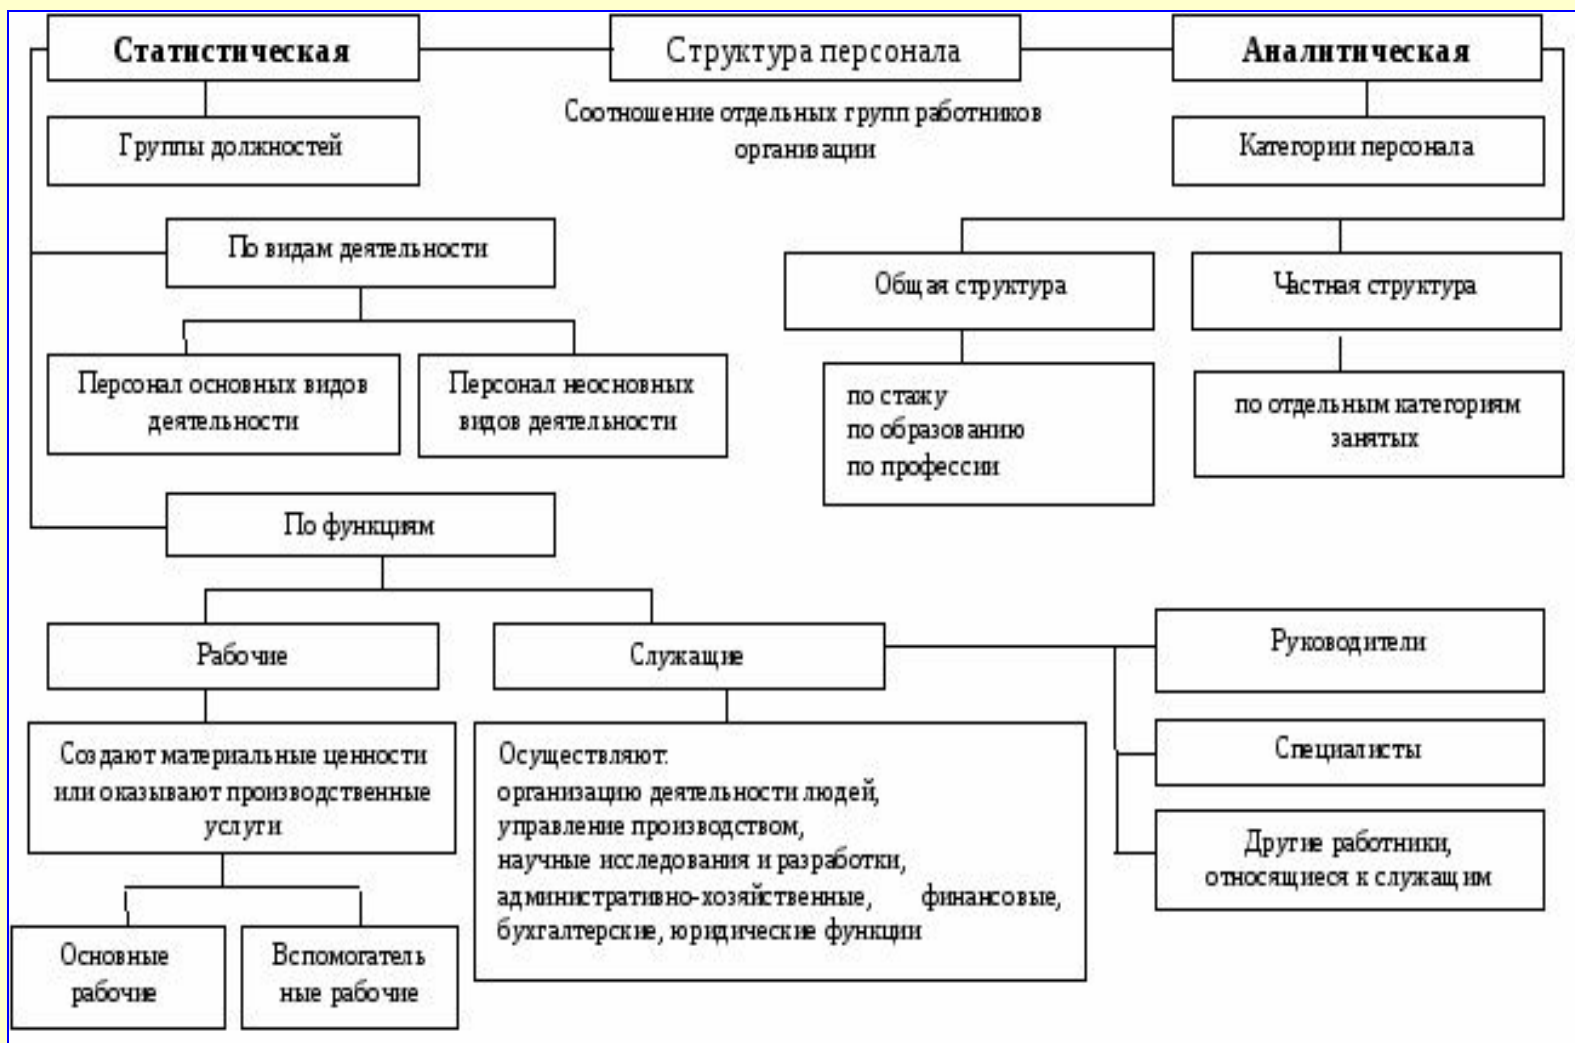 Статистическая
Структура персонала
Аналитическая
Соотношение отдельных групп работников
организации
Группы должностей
Категории персонала
По видам деятельности
Общая структура
Частная структура
Персонал основных видов
деятельности
Персонал неосновных
видов деятельности
по стажу
по образованию
по профессии
по отдельным категориям
занятых
По функциям
Рабочие
Служащие
Руководители
Специалисты
Другие работники,
относящиеся к служащим
Создают материальные ценности
или оказывают производственные
услуги
Осуществляют:
организацию деятельности людей,
управление производством,
научные исследования и разработки,
административно-хозяйственные, финансовые,
бухгалтерские, юридические функции
Основные
рабочие
Вспомогатель
ные рабочие